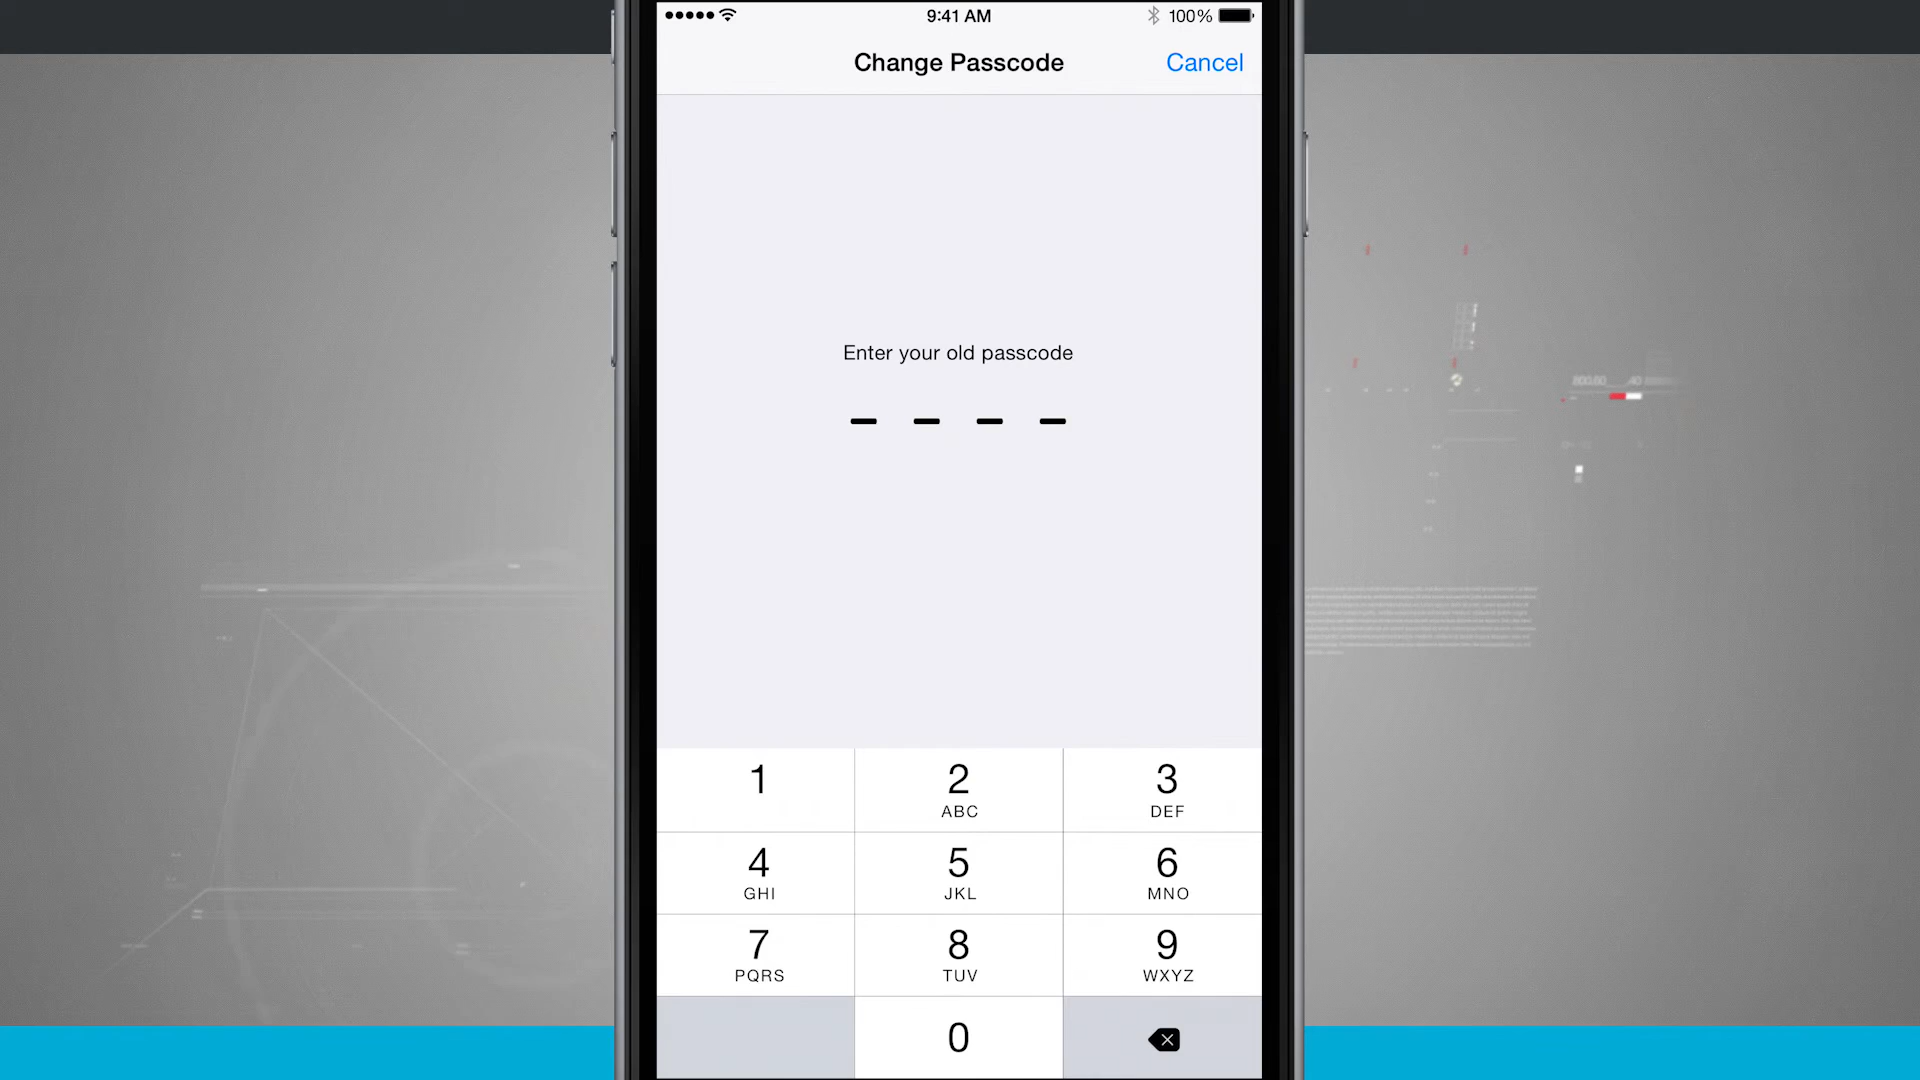 9:41 AM 100%
Change Passcode Cancel
Enter your old passcode
1 2 3
ABC DEF
4 5 6
GHI JKL MNO
7 8 9
PQRS TUV WXYZ
0